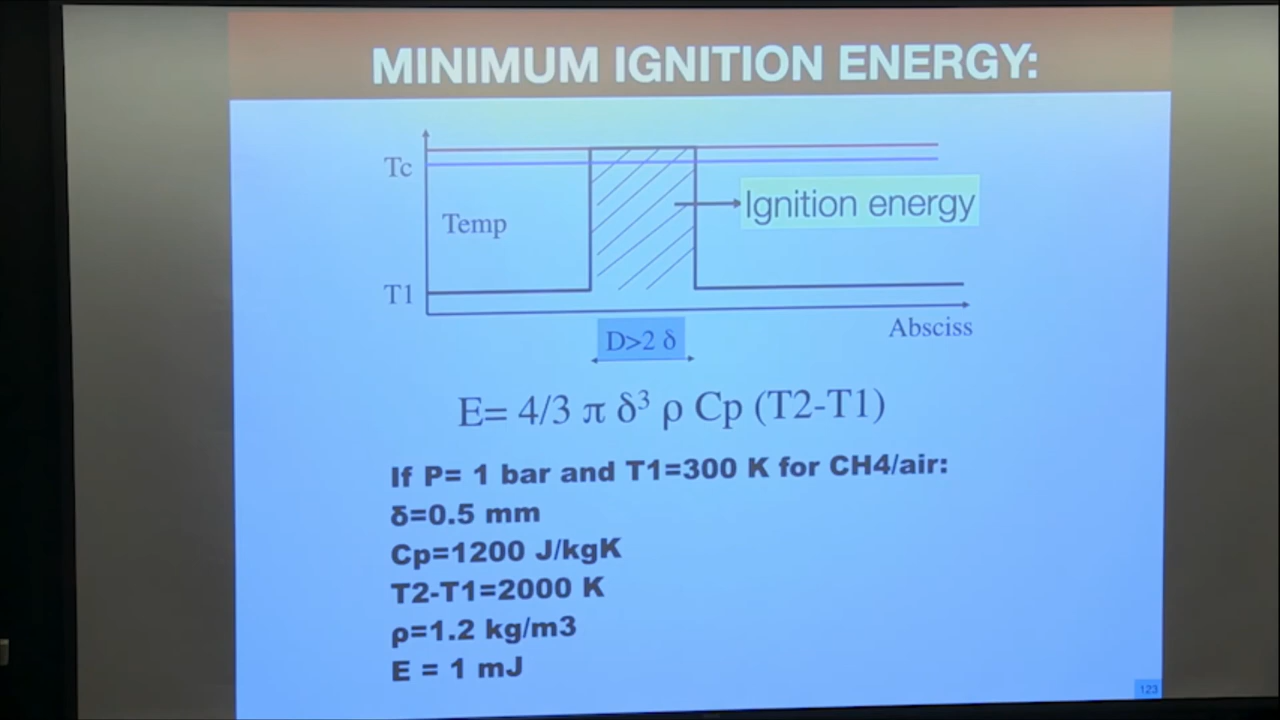 MINIMUM IGNITION ENERGY:
Tc
Temp
Ignition energy
T1
Absciss
D>2 δ
E= 4/3 π δ³ ρ Cp (T2-T1)
If P= 1 bar and T1=300 K for CH4/air:
δ=0.5 mm
Cp=1200 J/kgK
T2-T1=2000 K
ρ=1.2 kg/m3
E = 1 mJ
123